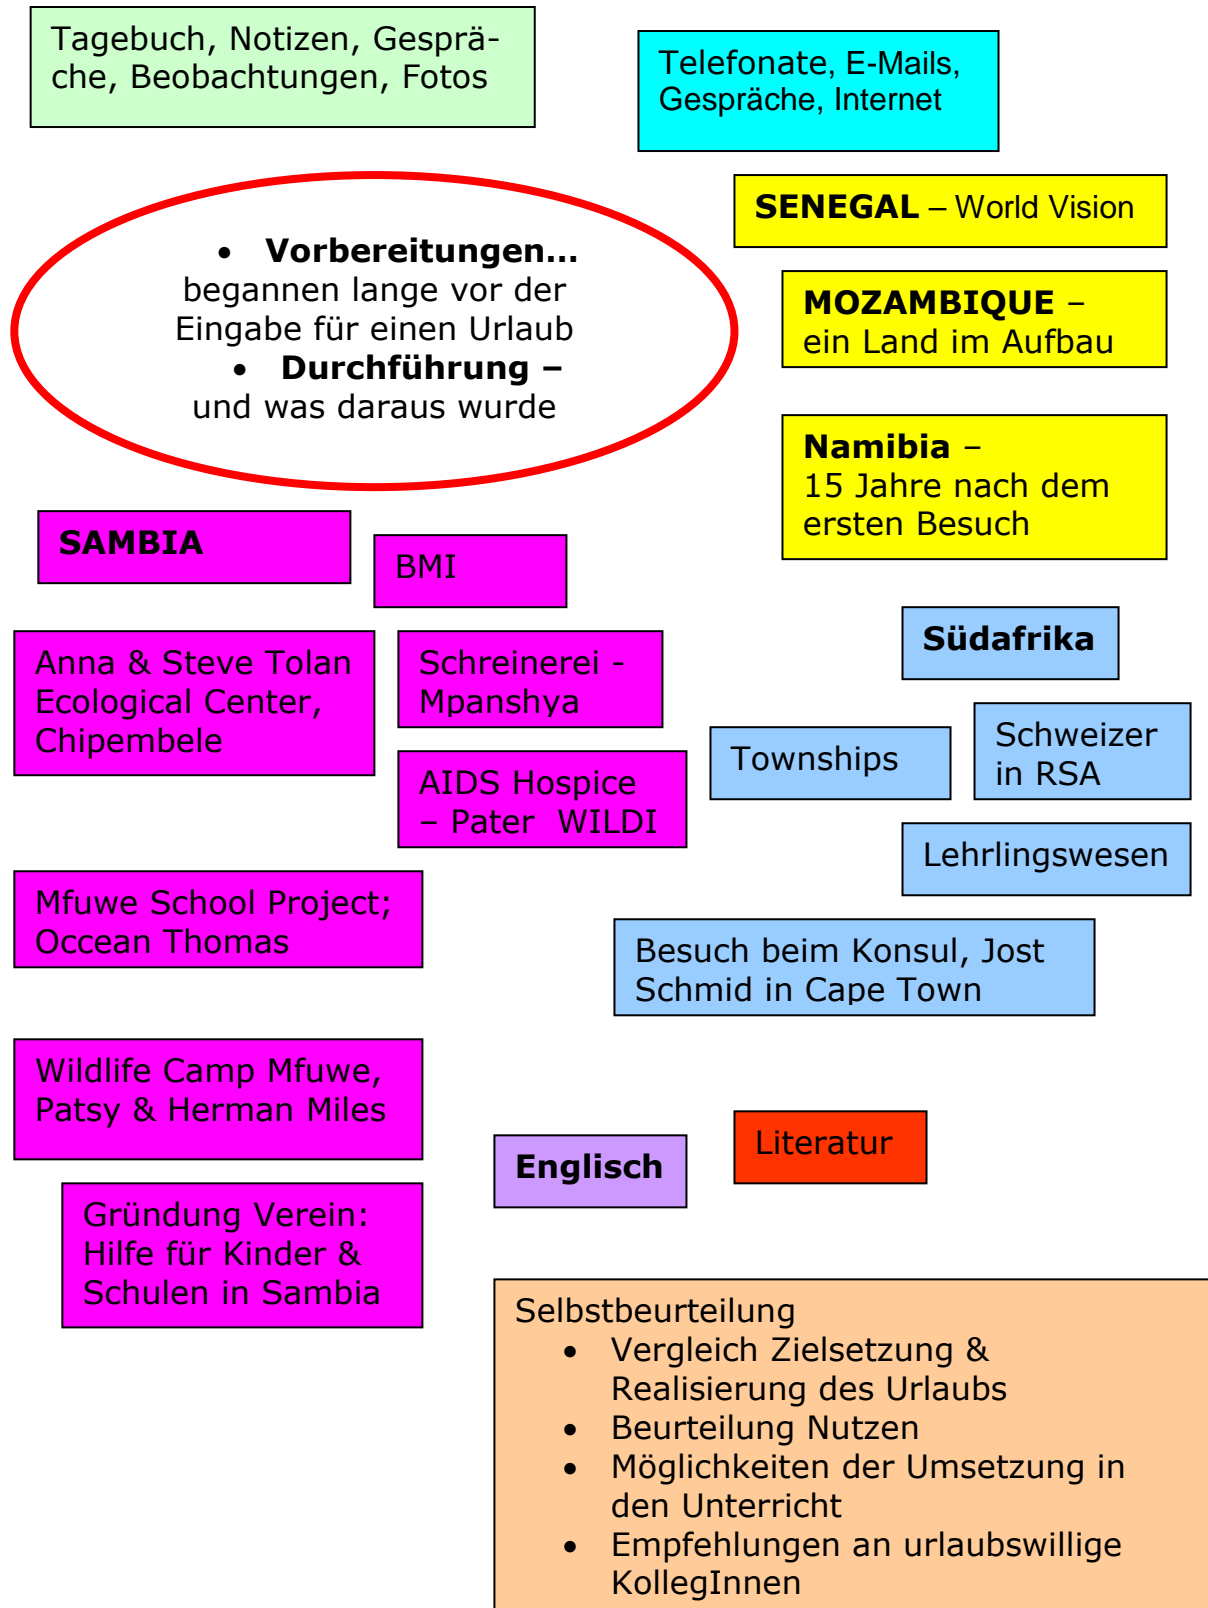 Tagebuch, Notizen, Gesprä-
che, Beobachtungen, Fotos
Telefonate, E-Mails,
Gespräche, Internet
• Vorbereitungen…
begannen lange vor der
Eingabe für einen Urlaub
• Durchführung –
und was daraus wurde
SENEGAL – World Vision
MOZAMBIQUE –
ein Land im Aufbau
Namibia –
15 Jahre nach dem
ersten Besuch
SAMBIA
BMI
Anna & Steve Tolan
Ecological Center,
Chipembele
Schreinerei -
Mpanshya
AIDS Hospice
– Pater WILDI
Mfuwe School Project;
Occean Thomas
Wildlife Camp Mfuwe,
Patsy & Herman Miles
Gründung Verein:
Hilfe für Kinder &
Schulen in Sambia
Südafrika
Townships
Schweizer
in RSA
Lehrlingswesen
Besuch beim Konsul, Jost
Schmid in Cape Town
Englisch
Literatur
Selbstbeurteilung
• Vergleich Zielsetzung &
Realisierung des Urlaubs
• Beurteilung Nutzen
• Möglichkeiten der Umsetzung in
den Unterricht
• Empfehlungen an urlaubswillige
KollegInnen